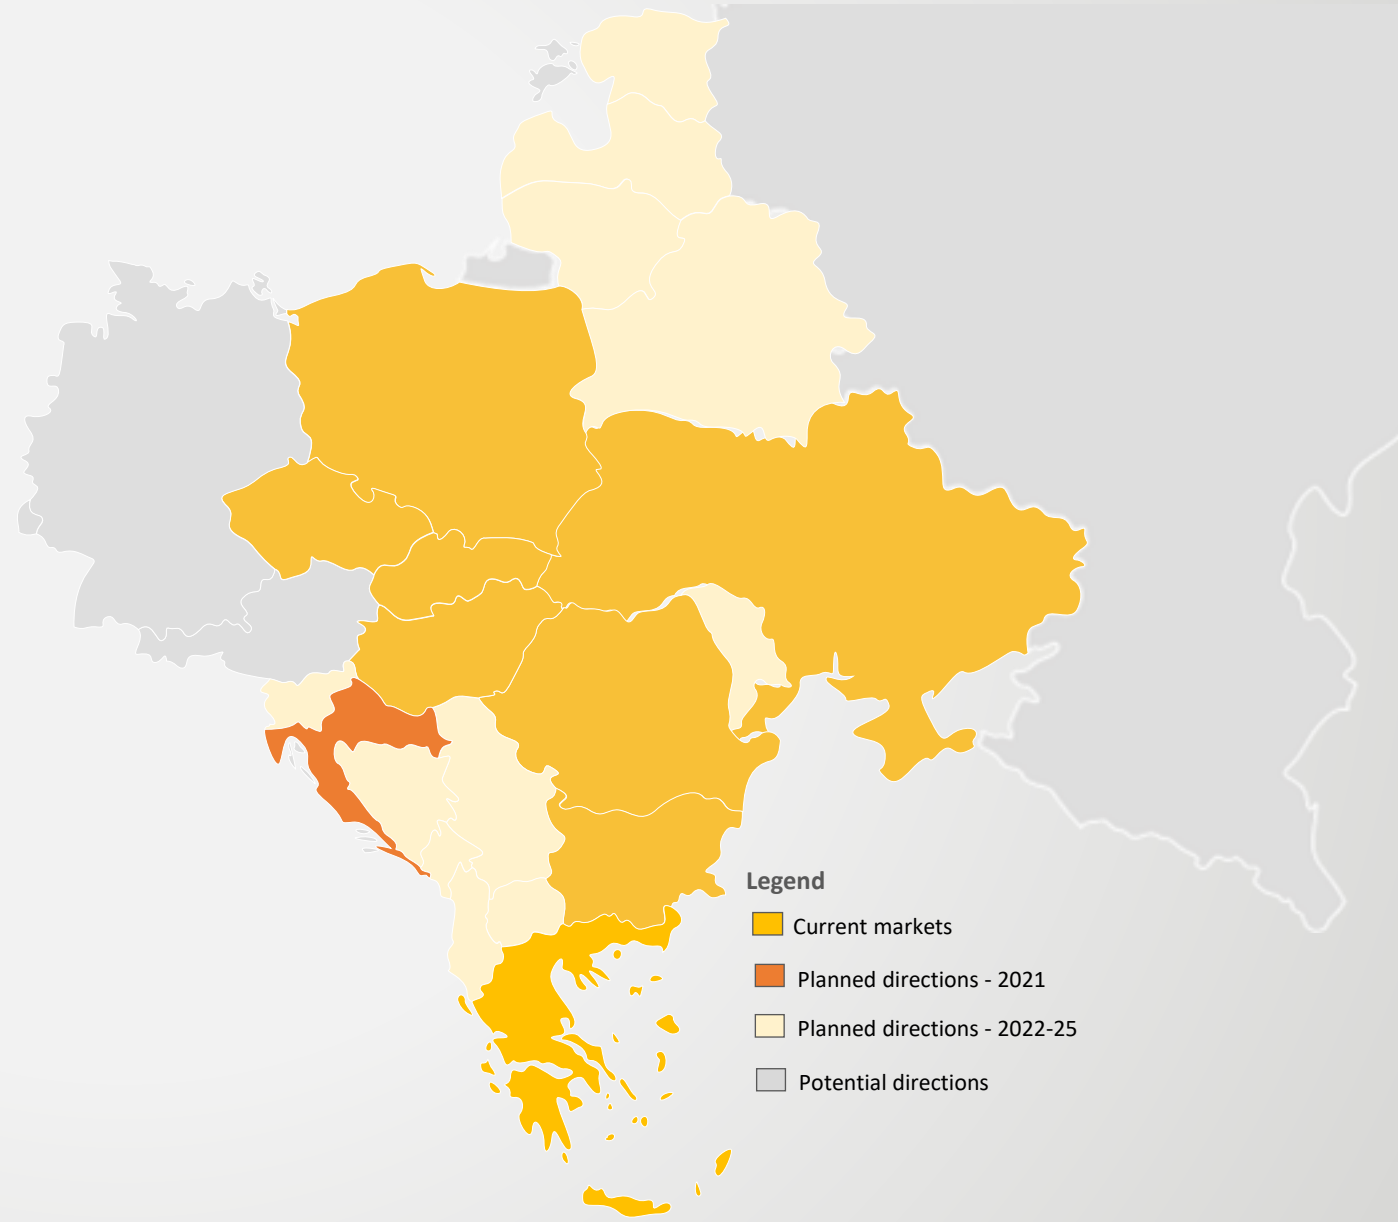 Legend
Current markets
Planned directions - 2021
Planned directions - 2022-25
Potential directions